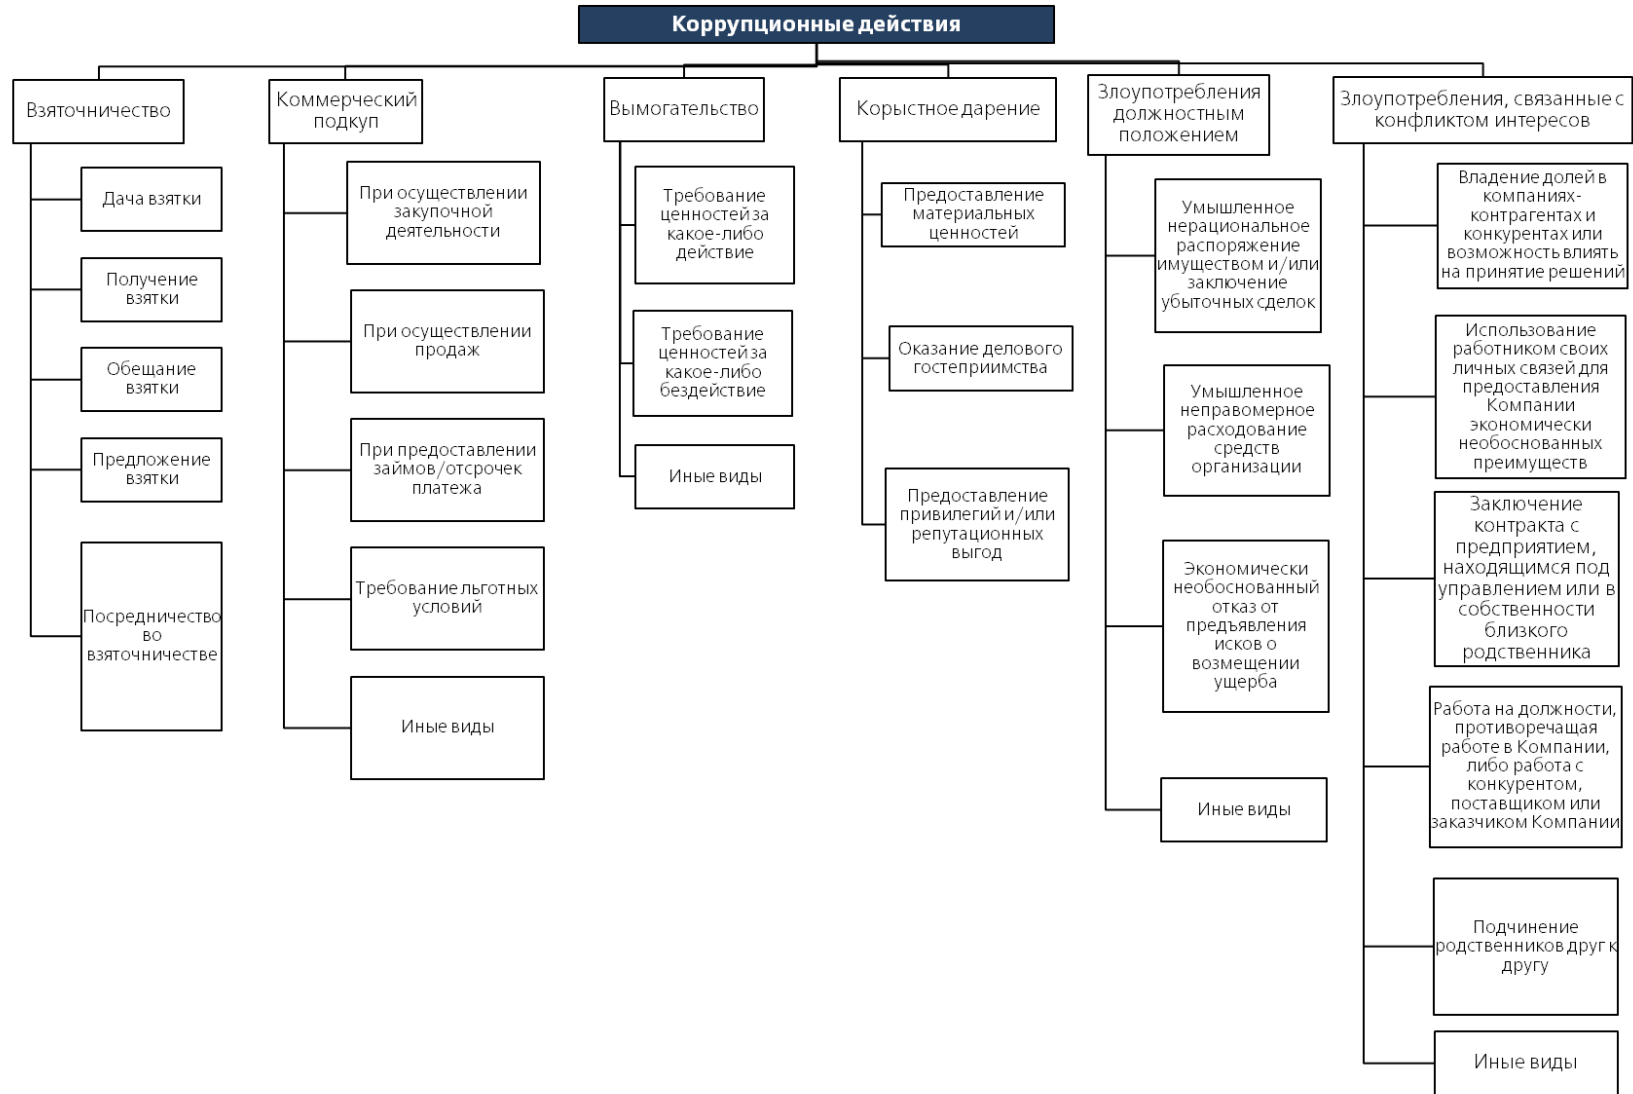 Коррупционные действия
Взяточничество
Дача взятки
Получение
взятки
Обещание
взятки
Предложение
взятки
Посредничество
во
взяточничестве
Коммерческий
подкуп
При осуществлении
закупочной
деятельности
При осуществлении
продаж
При предоставлении
займов/отсрочек
платежа
Требование льготных
условий
Иные виды
Вымогательство
Требование
ценностей за
какое-либо
действие
Требование
ценностей за
какое-либо
бездействие
Иные виды
Корыстное дарение
Предоставление
материальных
ценностей
Оказание делового
гостеприимства
Предоставление
привилегий и/или
репутационных
выгод
Злоупотребления
должностным
положением
Умышленное
нерациональное
распоряжение
имуществом и/или
заключение
убыточных сделок
Умышленное
неправомерное
расходование
средств
организации
Экономически
необоснованный
отказ от
предъявления
исков о
возмещении
ущерба
Иные виды
Злоупотребления, связанные с
конфликтом интересов
Владение долей в
компаниях-
контрагентах и
конкурентах или
возможность влиять
на принятие решений
Использование
работником своих
личных связей для
предоставления
Компании
экономически
необоснованных
преимуществ
Заключение
контракта с
предприятием,
находящимся под
управлением или в
собственности
близкого
родственника
Работа на должности,
противоречащая
работе в Компании,
либо работа с
конкурентом,
поставщиком или
заказчиком Компании
Подчинение
родственников друг к
другу
Иные виды